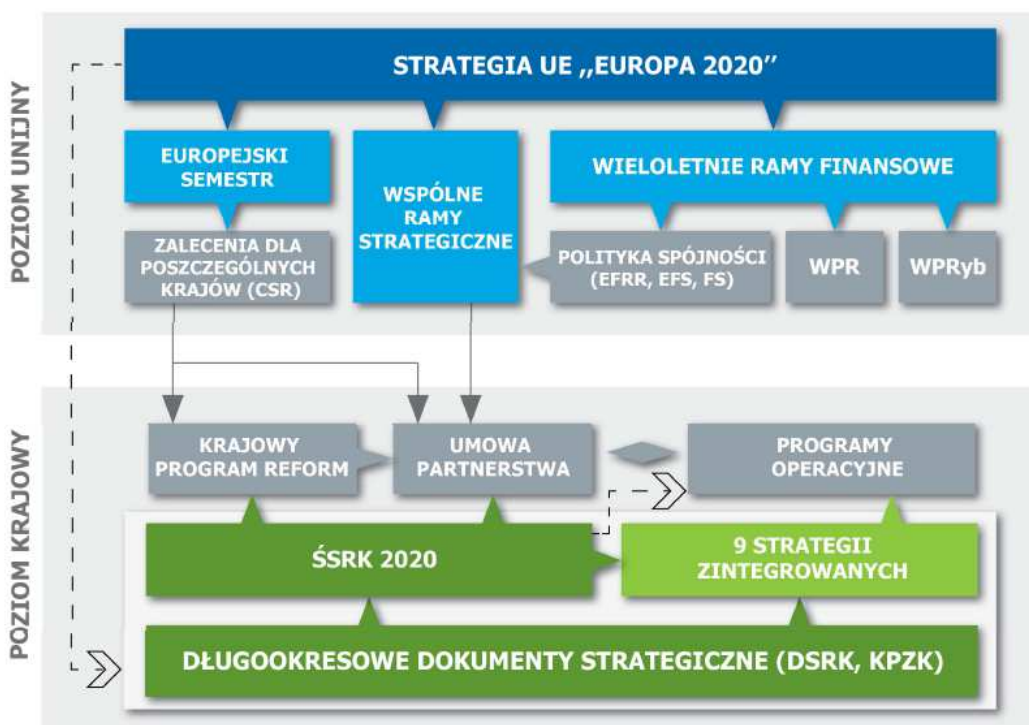 POZIOM UNIJNY
STRATEGIA UE „EUROPA 2020”
EUROPEJSKI
SEMESTR
WSPÓLNE
RAMY
STRATEGICZNE
WIELOLETNIE RAMY FINANSOWE
ZALECENIA DLA
POSZCZEGÓLNYCH
KRAJÓW (CSR)
POLITYKA SPÓJNOŚCI
(EFRR, EFS, FS)
WPR
WPRyb
POZIOM KRAJOWY
KRAJOWY
PROGRAM REFORM
UMOWA
PARTNERSTWA
PROGRAMY
OPERACYJNE
ŚSRK 2020
9 STRATEGII
ZINTEGROWANYCH
DŁUGOOKRESOWE DOKUMENTY STRATEGICZNE (DSRK, KPZK)